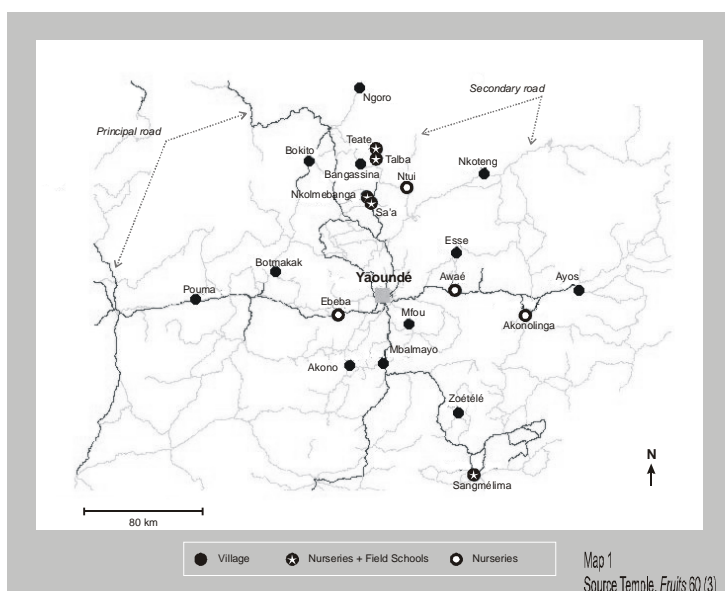 Ngoro
Secondary road
Principal road
Teate
Bokito
Talba
Nkoteng
Bangassina
Ntui
Nkolmebanga
Sa'a
Esse
Botmakak
Yaoundé
Awaé
Ayos
Pouma
Ebeba
Mfou
Akonolinga
Mbalmayo
Akono
Zoétélé
N
Sangmélima
80 km
Village
Nurseries + Field Schools
Nurseries
Map 1
Source Temple, Fruits 60 (3)